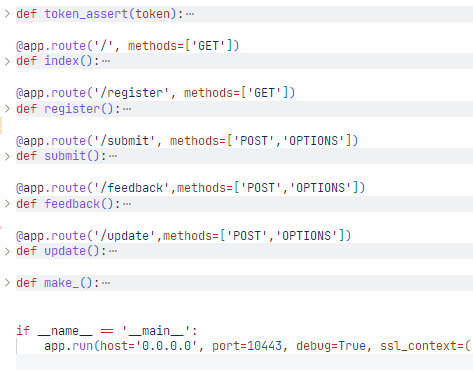 def token_assert(token):···
@app.route('/', methods=['GET'])
def index():···
@app.route('/register', methods=['GET'])
def register():···
@app.route('/submit', methods=['POST','OPTIONS'])
def submit():···
@app.route('/feedback',methods=['POST','OPTIONS'])
def feedback():···
@app.route('/update',methods=['POST','OPTIONS'])
def update():···
def make_():···
if __name__ == '__main__':
    app.run(host='0.0.0.0', port=10443, debug=True, ssl_context=(